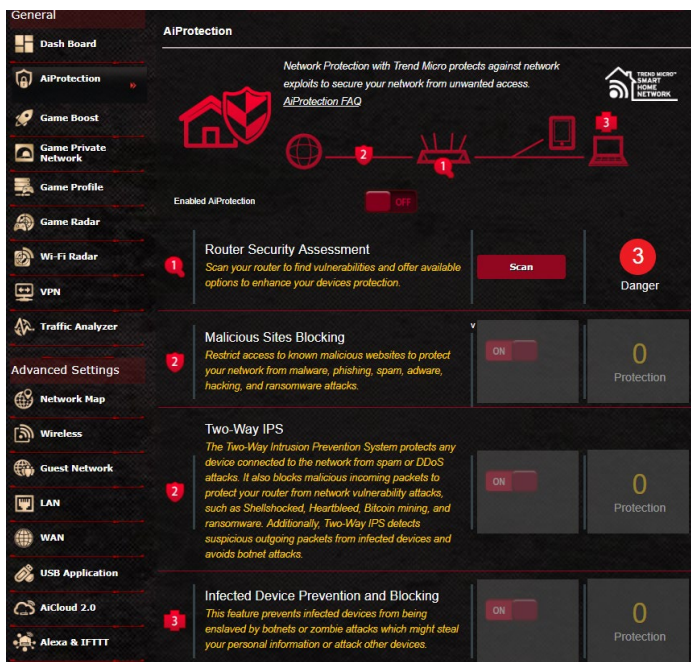 General
Dash Board
AiProtection
Game Boost
Game Private
Network
Game Profile
Game Radar
Wi-Fi Radar
VPN
Traffic Analyzer
Advanced Settings
Network Map
Wireless
Guest Network
LAN
WAN
USB Application
AiCloud 2.0
Alexa & IFTTT
AiProtection
Network Protection with Trend Micro protects against network
exploits to secure your network from unwanted access.
AiProtection FAQ
TREND MICRO™
SMART
HOME
NETWORK
3
2
1
Enabled AiProtection
OFF
1
Router Security Assessment
Scan your router to find vulnerabilities and offer available
options to enhance your devices protection.
Scan
3
Danger
2
Malicious Sites Blocking
Restrict access to known malicious websites to protect
your network from malware, phishing, spam, adware,
hacking, and ransomware attacks.
v
ON
0
Protection
2
Two-Way IPS
The Two-Way Intrusion Prevention System protects any
device connected to the network from spam or DDoS
attacks. It also blocks malicious incoming packets to
protect your router from network vulnerability attacks,
such as Shellshocked, Heartbleed, Bitcoin mining, and
ransomware. Additionally, Two-Way IPS detects
suspicious outgoing packets from infected devices and
avoids botnet attacks.
ON
0
Protection
3
Infected Device Prevention and Blocking
This feature prevents infected devices from being
enslaved by botnets or zombie attacks which might steal
your personal information or attack other devices.
ON
0
Protection